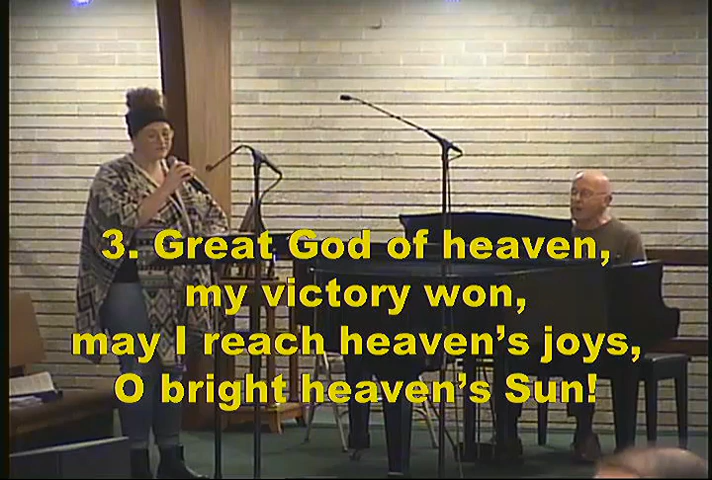 3. Great God of heaven,
my victory won,
may I reach heaven's joys,
O bright heaven's Sun!